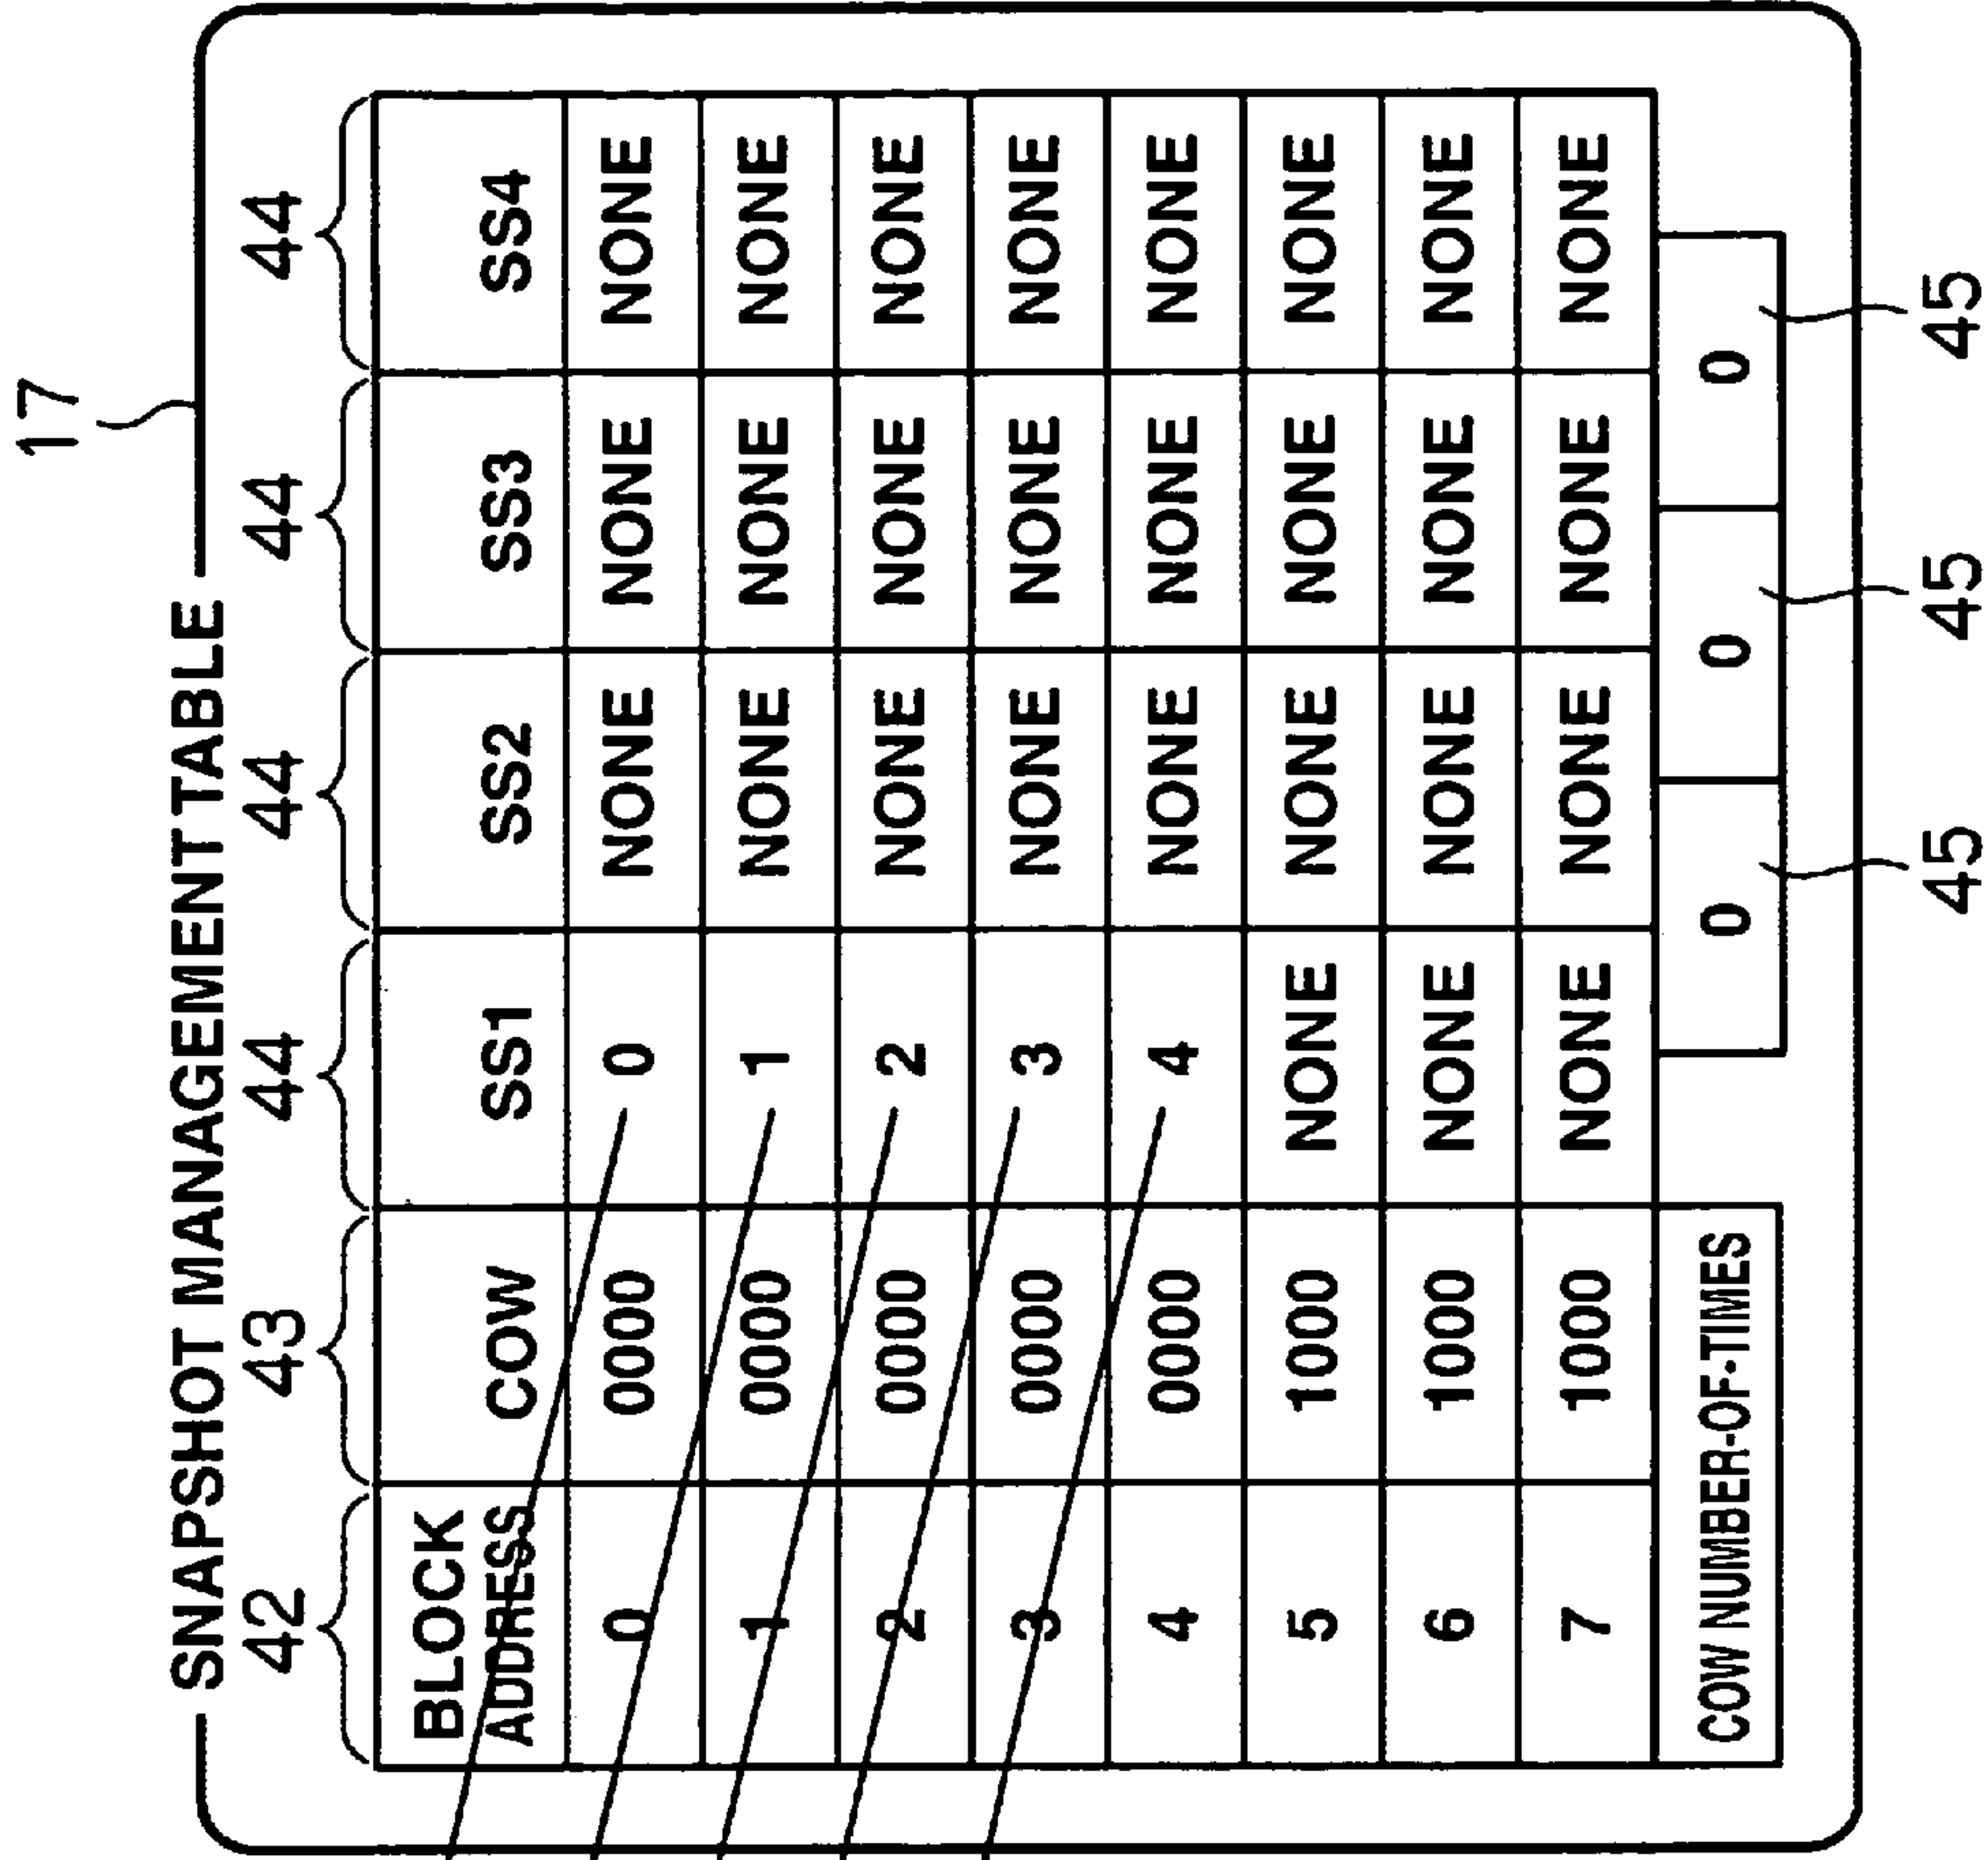 17
SNAPSHOT MANAGEMENT TABLE
42 43 44 44 44 44
BLOCK ADDRESS COW SS1 SS2 SS3 SS4
0 0000 0 NONE NONE NONE
1 0000 1 NONE NONE NONE
2 0000 2 NONE NONE NONE
3 0000 3 NONE NONE NONE
4 0000 4 NONE NONE NONE
5 1000 NONE NONE NONE NONE
6 1000 NONE NONE NONE NONE
7 1000 NONE NONE NONE NONE
COW NUMBER-OF-TIMES 0 0 0
45 45 45